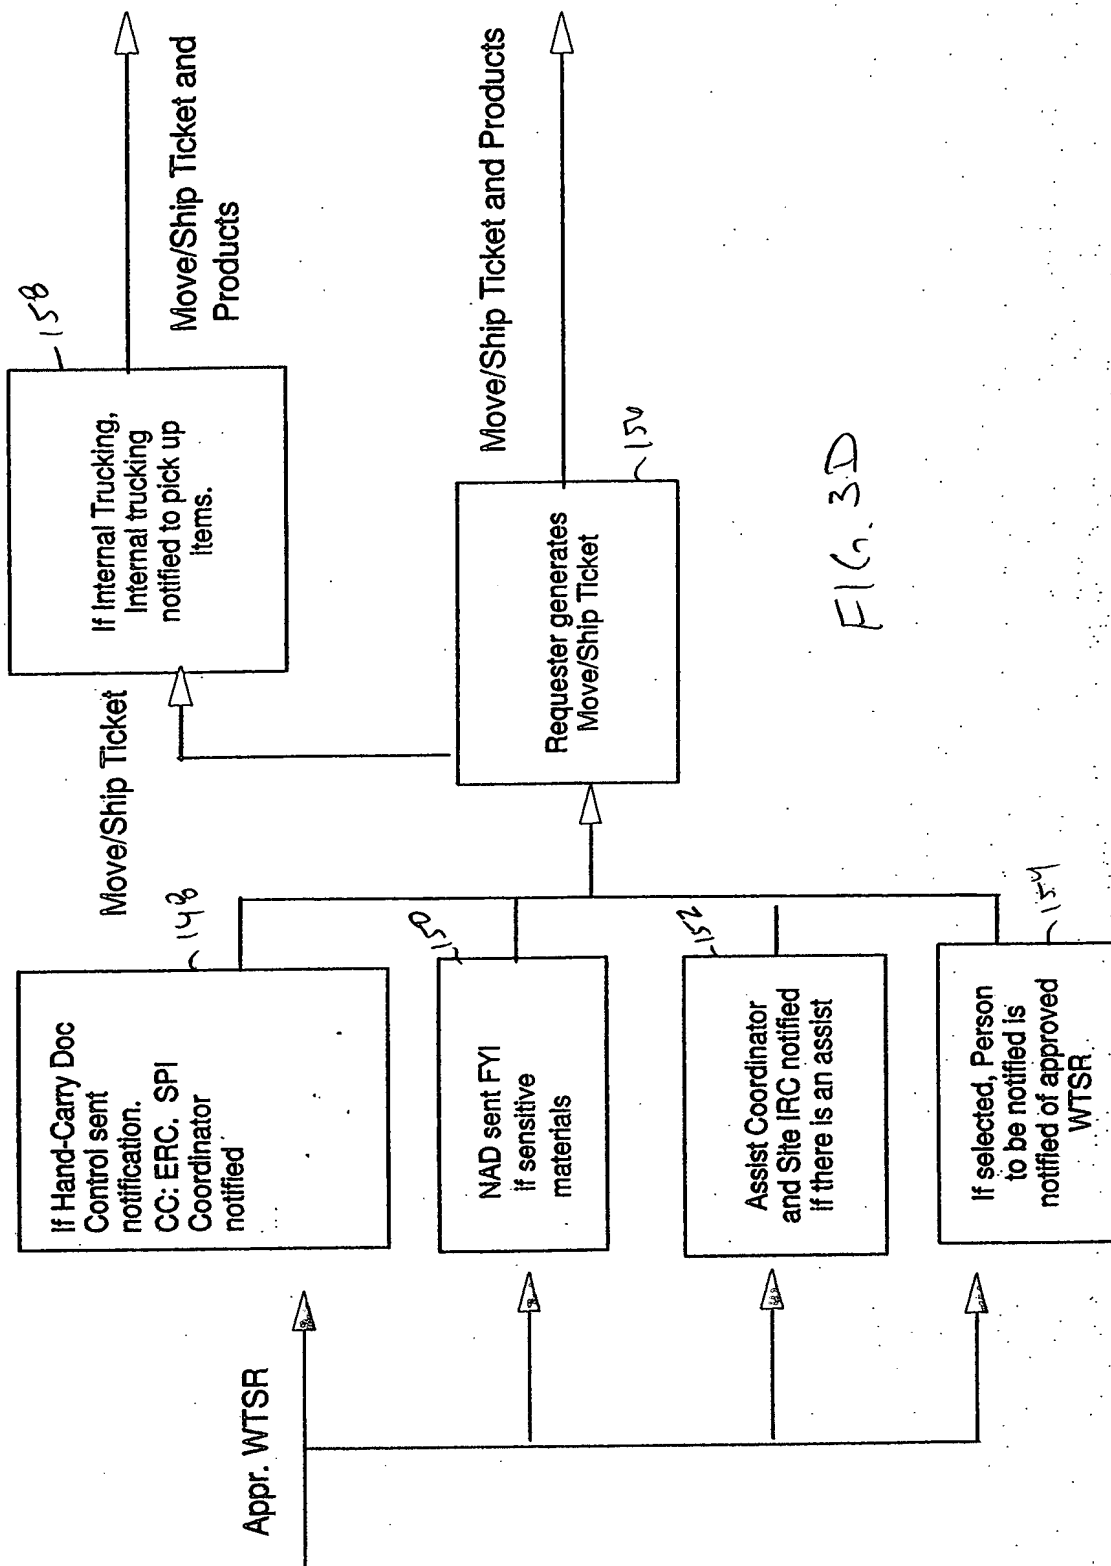 Appr. WTSR
If Hand-Carry Doc
Control sent
notification.
CC: ERC. SPI
Coordinator
notified
148
NAD sent FYI
if sensitive
materials
150
Assist Coordinator
and Site IRC notified
if there is an assist
152
If selected, Person
to be notified is
notified of approved
WTSR
154
Move/Ship Ticket
Requester generates
Move/Ship Ticket
156
If Internal Trucking,
Internal trucking
notified to pick up
items.
158
Move/Ship Ticket and
Products
Move/Ship Ticket and Products
FIG. 3D